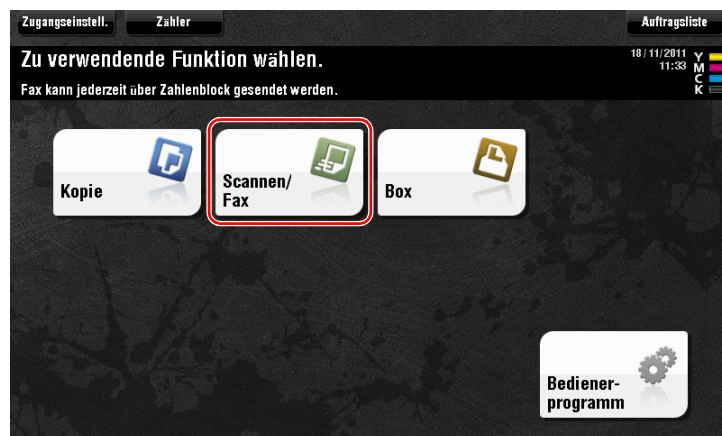 Zugangseinstell. Zähler Auftragsliste
Zu verwendende Funktion wählen.
18/11/2011
11:33
Fax kann jederzeit über Zahlenblock gesendet werden.
Y
M
C
K
Kopie
Scannen/
Fax
Box
Bediener-
programm